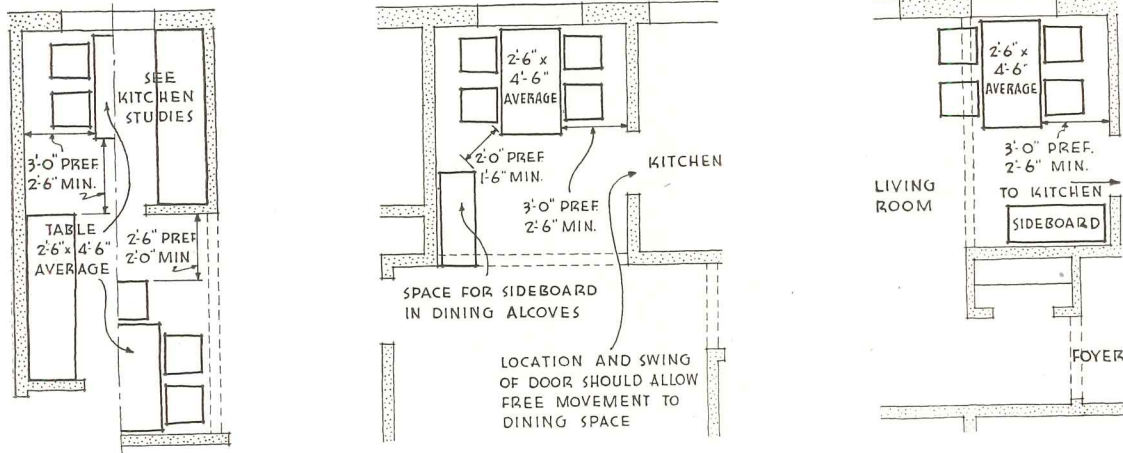 SEE
KITCHEN
STUDIES
3'-0" PREF.
2'-6" MIN.
TABLE
2'-6" x 4'-6"
AVERAGE
2'-6" PREF.
2'-0" MIN
2'-6" x
4'-6"
AVERAGE
2'-0" PREF.
1'-6" MIN.
KITCHEN
3'-0" PREF.
2'-6" MIN.
SPACE FOR SIDEBOARD
IN DINING ALCOVES
LOCATION AND SWING
OF DOOR SHOULD ALLOW
FREE MOVEMENT TO
DINING SPACE
2'-6" x
4'-6"
AVERAGE
3'-0" PREF.
2'-6" MIN.
TO KITCHEN
LIVING
ROOM
SIDEBOARD
FOYER